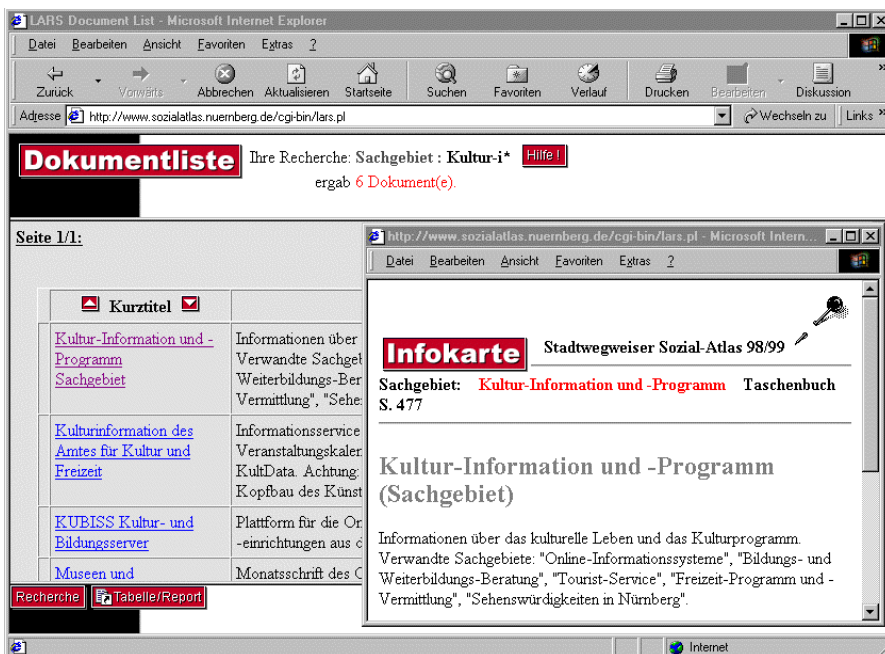 LARS Document List - Microsoft Internet Explorer
Datei Bearbeiten Ansicht Favoriten Extras ?
Zurück Vorwärts Abbrechen Aktualisieren Startseite Suchen Favoriten Verlauf Drucken Bearbeiten Diskussion
Adresse http://www.sozialatlas.nuernberg.de/cgi-bin/lars.pl Wechseln zu Links
Dokumentliste Ihre Recherche: Sachgebiet : Kultur-i* Hilfe !
ergab 6 Dokument(e).
Seite 1/1:
Kurztitel
Kultur-Information und -
Programm
Sachgebiet
Informationen über
Verwandte Sachget
Weiterbildungs-Ber
Vermittlung", "Sehe
Kulturinformation des
Amtes für Kultur und
Freizeit
Informationsservice
Veranstaltungskalen
KultData. Achtung:
Kopfbau des Künst
KUBISS Kultur- und
Bildungsserver
Plattform für die On
-einrichtungen aus d
Museen und
Monatsschrift des C
Recherche Tabelle/Report
http://www.sozialatlas.nuernberg.de/cgi-bin/lars.pl - Microsoft Intern...
Datei Bearbeiten Ansicht Favoriten Extras ?
Infokarte Stadtwegweiser Sozial-Atlas 98/99
Sachgebiet: Kultur-Information und -Programm Taschenbuch
S. 477
Kultur-Information und -Programm
(Sachgebiet)
Informationen über das kulturelle Leben und das Kulturprogramm.
Verwandte Sachgebiete: "Online-Informationssysteme", "Bildungs- und
Weiterbildungs-Beratung", "Tourist-Service", "Freizeit-Programm und -
Vermittlung", "Sehenswürdigkeiten in Nürnberg".
Internet